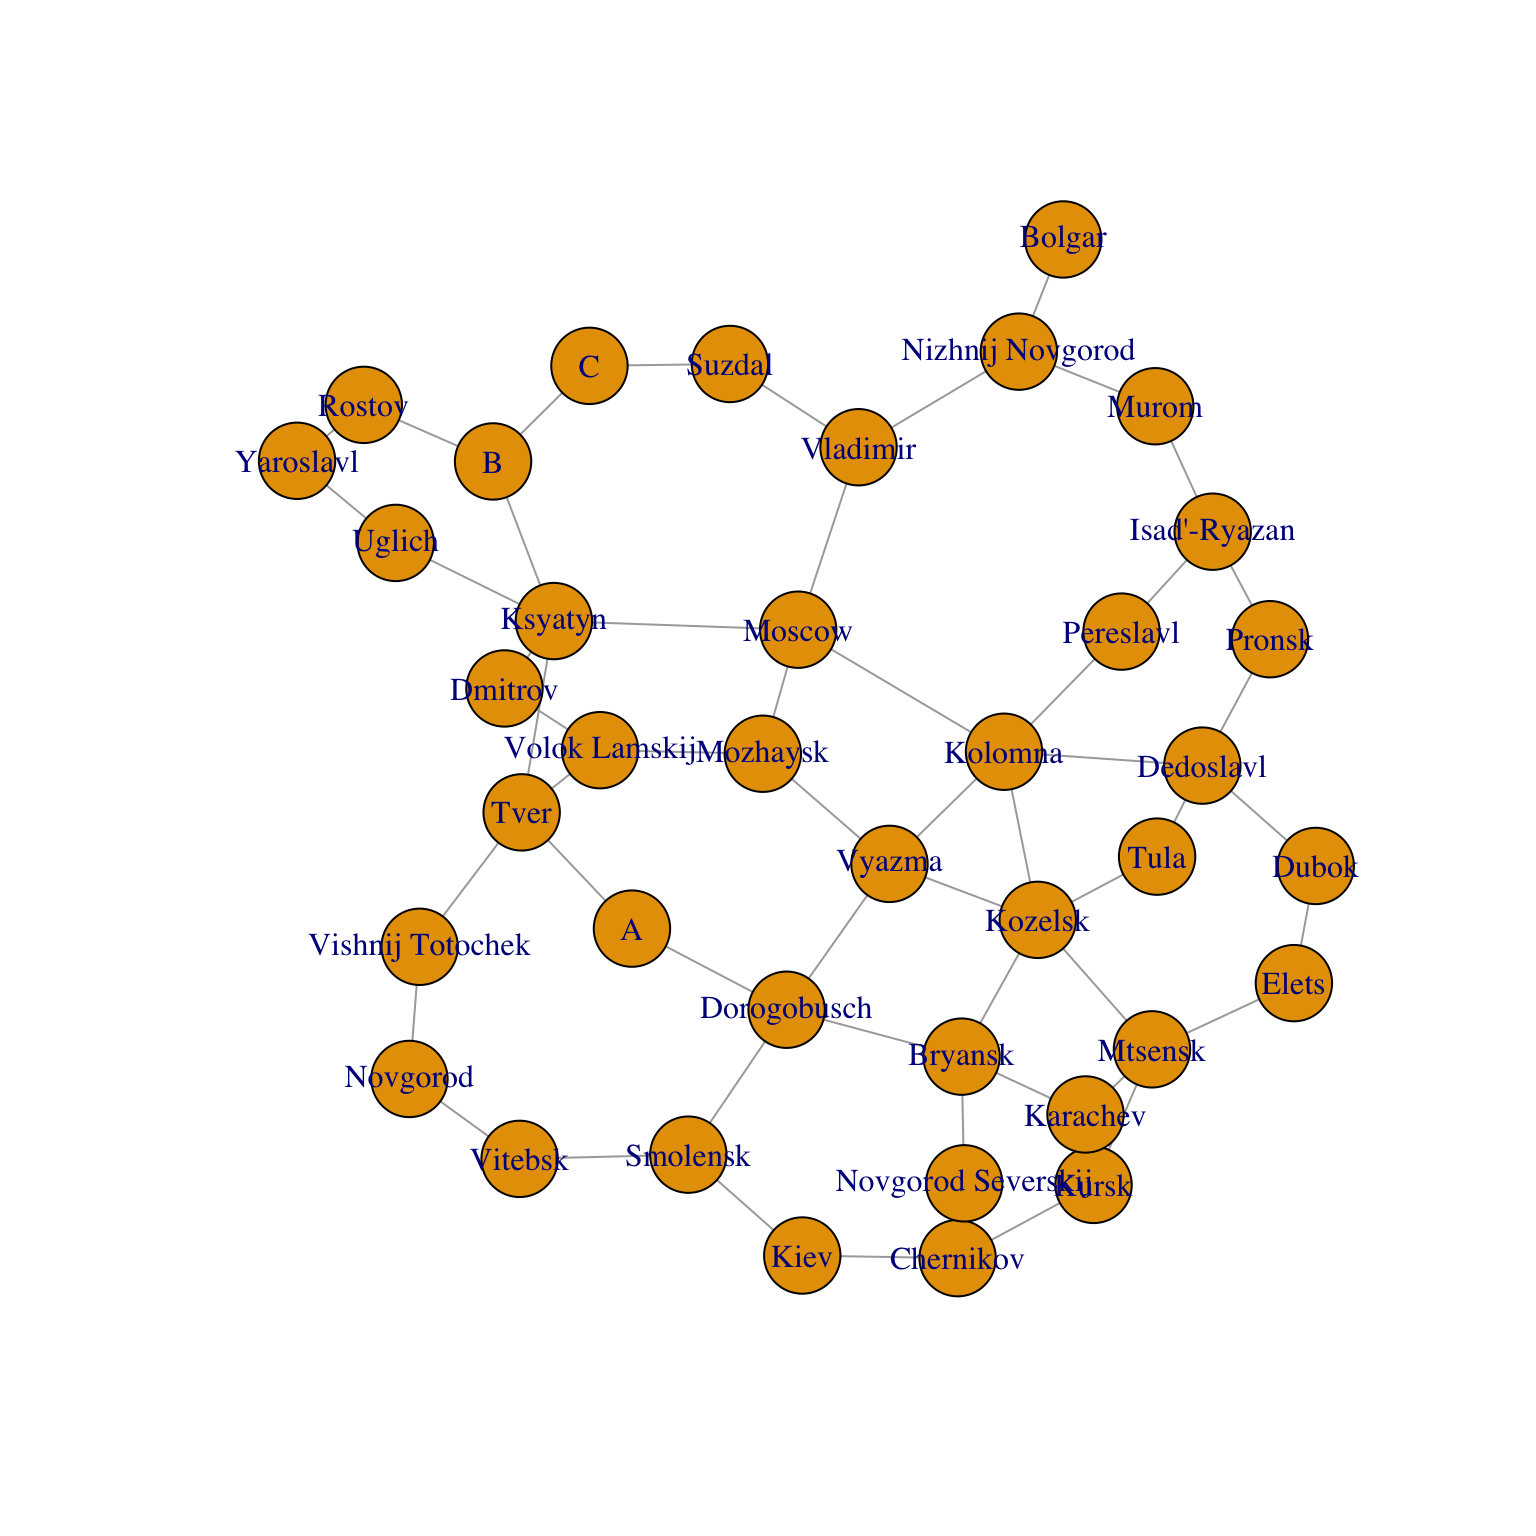 Bolgar
Nizhnij Novgorod
C
Suzdal
Rostov
Murom
Vladimir
Yaroslavl
B
Isad'-Ryazan
Uglich
Ksyatyn
Moscow
Pereslavl
Pronsk
Dmitrov
Volok Lamskij
Mozhaysk
Kolomna
Dedoslavl
Tver
Vyazma
Tula
Dubok
Kozelsk
A
Vishnij Totochek
Elets
Dorogobusch
Bryansk
Mtsensk
Novgorod
Karachev
Vitebsk
Smolensk
Novgorod Severskij
Kursk
Kiev
Chernikov